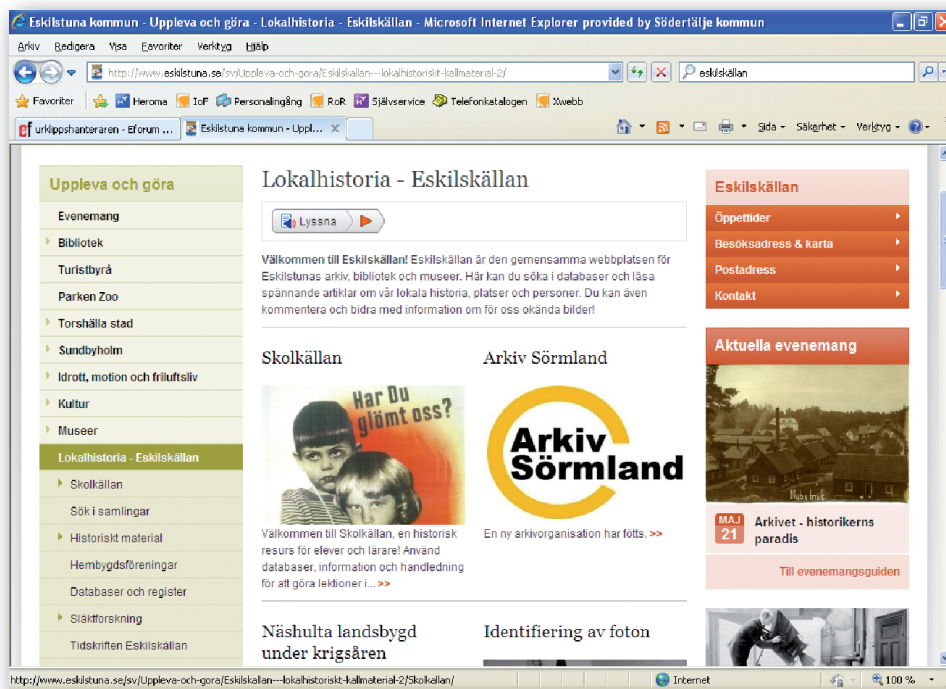 Eskilstuna kommun - Uppleva och göra - Lokalhistoria - Eskilskällan - Microsoft Internet Explorer provided by Södertälje kommun
Arkiv Redigera Visa Favoriter Verktyg Hjälp
http://www.eskilstuna.se/sv/Uppleva-och-gora/Eskilskallan---lokalhistoriskt-kallmaterial-2/
eskilskällan
Favoriter Heroma IoF Personalingång RoR Självservice Telefonkatalogen Xwebb
urklippshanteraren - Eforum ...
Eskilstuna kommun - Uppl...
Sida Säkerhet Verktyg
Uppleva och göra
Evenemang
Bibliotek
Turistbyrå
Parken Zoo
Torshälla stad
Sundbyholm
Idrott, motion och friluftsliv
Kultur
Museer
Lokalhistoria - Eskilskällan
Skolkällan
Sök i samlingar
Historiskt material
Hembygdsföreningar
Databaser och register
Släktforskning
Tidskriften Eskilskällan
Lokalhistoria - Eskilskällan
Lyssna
Välkommen till Eskilskällan! Eskilskällan är den gemensamma webbplatsen för
Eskilstunas arkiv, bibliotek och museer. Här kan du söka i databaser och läsa
spännande artiklar om vår lokala historia, platser och personer. Du kan även
kommentera och bidra med information om för oss okända bilder!
Skolkällan
Har Du
glömt oss?
Välkommen till Skolkällan, en historisk
resurs för elever och lärare! Använd
databaser, information och handledning
för att göra lektioner i... >>
Arkiv Sörmland
Arkiv
Sörmland
En ny arkivorganisation har fötts. >>
Näshulta landsbygd
under krigsåren
Identifiering av foton
Eskilskällan
Öppettider
Besöksadress & karta
Postadress
Kontakt
Aktuella evenemang
Nyby bruk
MAJ
21
Arkivet - historikerns
paradis
Till evenemangsguiden
http://www.eskilstuna.se/sv/Uppleva-och-gora/Eskilskallan---lokalhistoriskt-kallmaterial-2/Skolkallan/
Internet
100 %